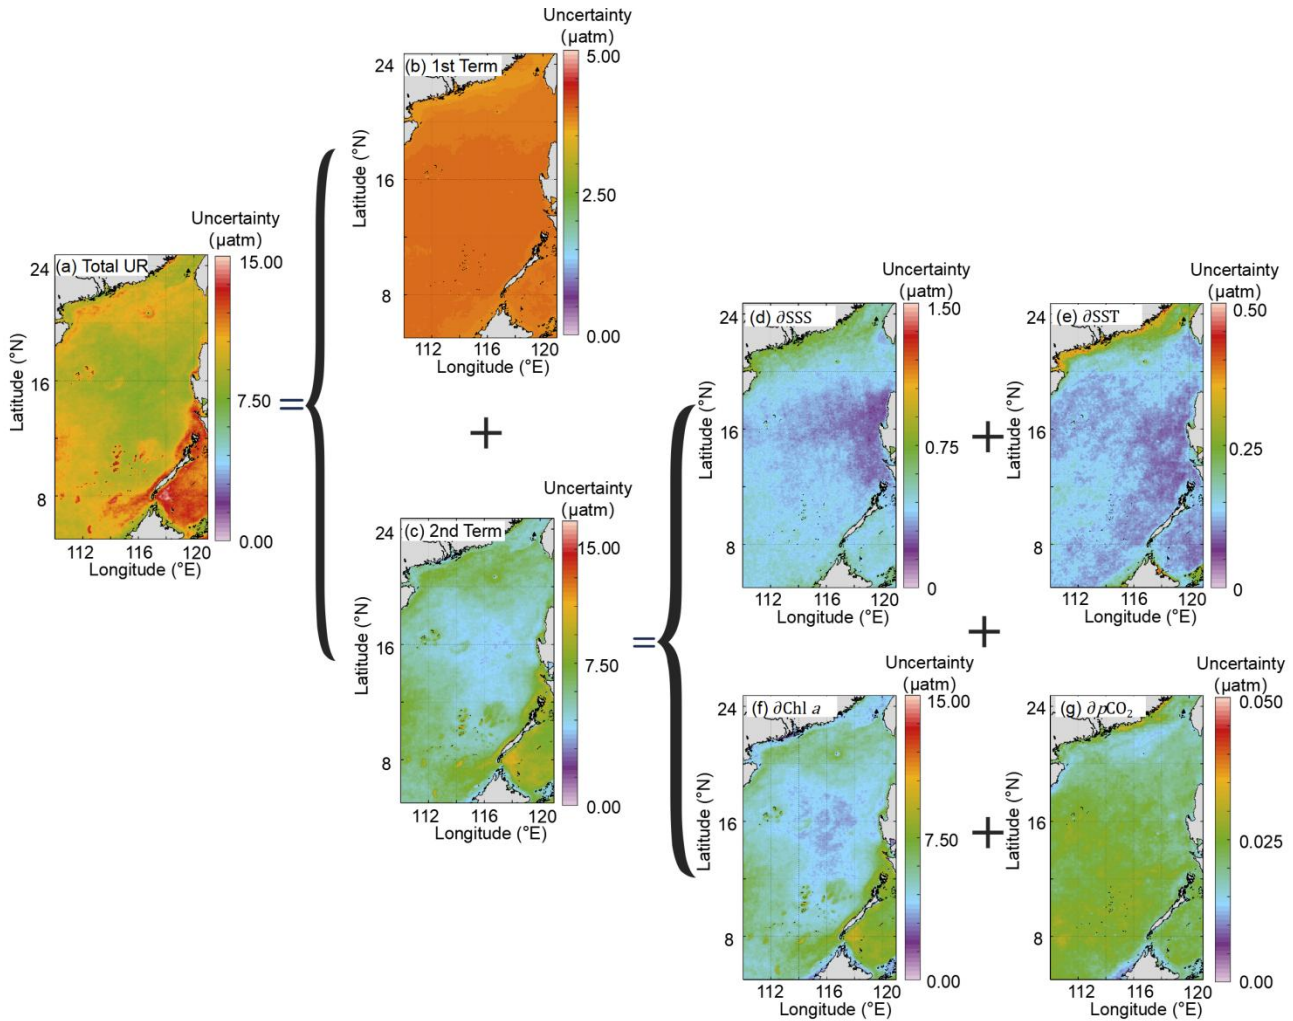 Uncertainty
(µatm)
(b) 1st Term
5.00
2.50
0.00
24
16
8
Latitude (°N)
112
116
120
Longitude (°E)
Uncertainty
(µatm)
(a) Total UR
15.00
7.50
0.00
24
16
8
Latitude (°N)
112
116
120
Longitude (°E)
=
+
Uncertainty
(µatm)
(c) 2nd Term
15.00
7.50
0.00
24
16
8
Latitude (°N)
112
116
120
Longitude (°E)
=
Uncertainty
(µatm)
(d) ∂SSS
1.50
0.75
0
24
16
8
Latitude (°N)
112
116
120
Longitude (°E)
+
Uncertainty
(µatm)
(e) ∂SST
0.50
0.25
0
24
16
8
Latitude (°N)
112
116
120
Longitude (°E)
+
Uncertainty
(µatm)
(f) ∂Chl a
15.00
7.50
0.00
24
16
8
Latitude (°N)
112
116
120
Longitude (°E)
+
Uncertainty
(µatm)
(g) ∂pCO₂
0.050
0.025
0.00
24
16
8
Latitude (°N)
112
116
120
Longitude (°E)